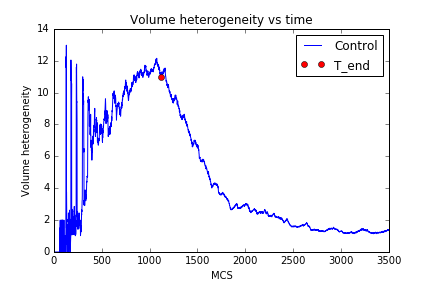 Volume heterogeneity vs time
Volume heterogeneity
14
12
10
8
6
4
2
0
0 500 1000 1500 2000 2500 3000 3500
MCS
Control
T_end